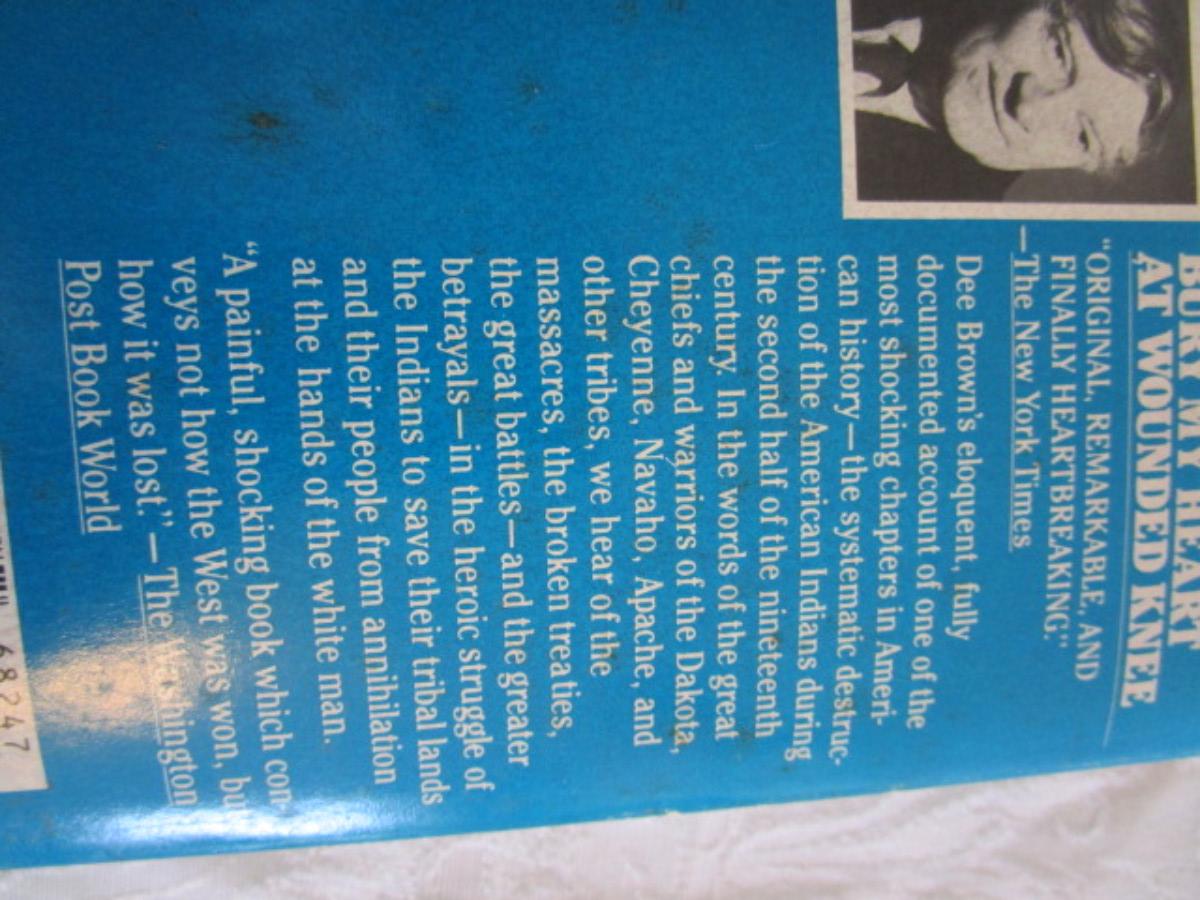 BURY MY HEART
AT WOUNDED KNEE
"ORIGINAL, REMARKABLE, AND
FINALLY HEARTBREAKING."
—The New York Times
Dee Brown's eloquent, fully
documented account of one of the
most shocking chapters in Ameri-
can history—the systematic destruc-
tion of the American Indians during
the second half of the nineteenth
century. In the words of the great
chiefs and warriors of the Dakota,
Cheyenne, Navaho, Apache, and
other tribes, we hear of the
massacres, the broken treaties,
the great battles—and the greater
betrayals—in the heroic struggle of
the Indians to save their tribal lands
and their people from annihilation
at the hands of the white man.
"A painful, shocking book which con-
veys not how the West was won, bu
how it was lost."—The Washington
Post Book World
68247